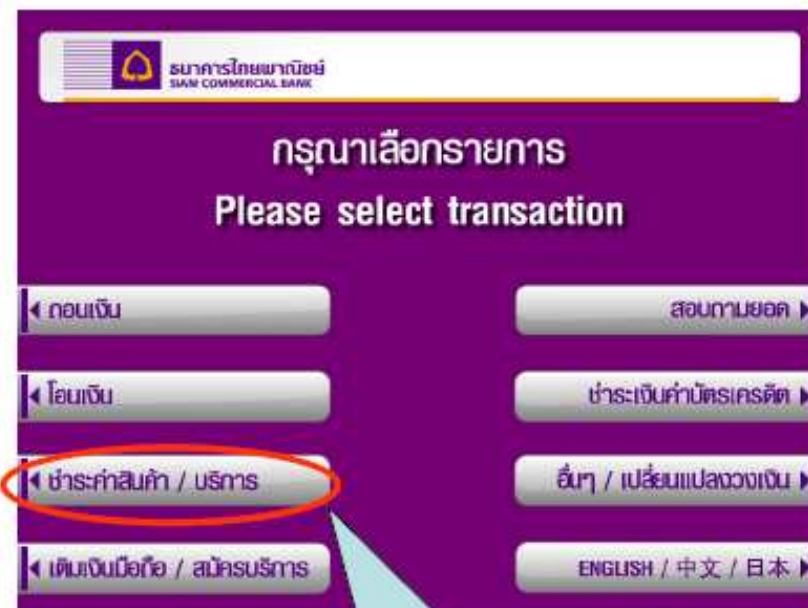 ธนาคารไทยพาณิชย์
SIAM COMMERCIAL BANK
กรุณาเลือกรายการ
Please select transaction
ถอนเงิน
สอบถามยอด
โอนเงิน
ชำระเงินค่าบัตรเครดิต
ชำระค่าสินค้า / บริการ
อื่นๆ / เปลี่ยนแปลงวงเงิน
เติมเงินมือถือ / สมัครบริการ
ENGLISH / 中文 / 日本